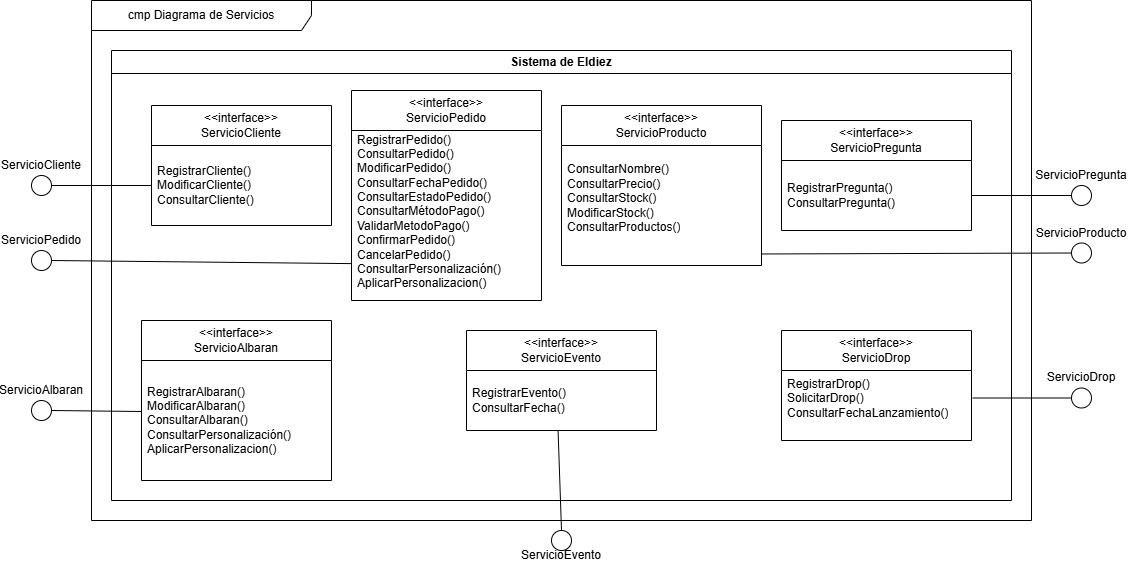 cmp Diagrama de Servicios
Sistema de Eldiez
<<interface>>
ServicioCliente
RegistrarCliente()
ModificarCliente()
ConsultarCliente()
<<interface>>
ServicioPedido
RegistrarPedido()
ConsultarPedido()
ModificarPedido()
ConsultarFechaPedido()
ConsultarEstadoPedido()
ConsultarMétodoPago()
ValidarMetodoPago()
ConfirmarPedido()
CancelarPedido()
ConsultarPersonalización()
AplicarPersonalizacion()
<<interface>>
ServicioProducto
ConsultarNombre()
ConsultarPrecio()
ConsultarStock()
ModificarStock()
ConsultarProductos()
<<interface>>
ServicioPregunta
RegistrarPregunta()
ConsultarPregunta()
ServicioCliente
ServicioPedido
ServicioPregunta
ServicioProducto
<<interface>>
ServicioAlbaran
RegistrarAlbaran()
ModificarAlbaran()
ConsultarAlbaran()
ConsultarPersonalización()
AplicarPersonalizacion()
<<interface>>
ServicioEvento
RegistrarEvento()
ConsultarFecha()
<<interface>>
ServicioDrop
RegistrarDrop()
SolicitarDrop()
ConsultarFechaLanzamiento()
ServicioAlbaran
ServicioDrop
ServicioEvento